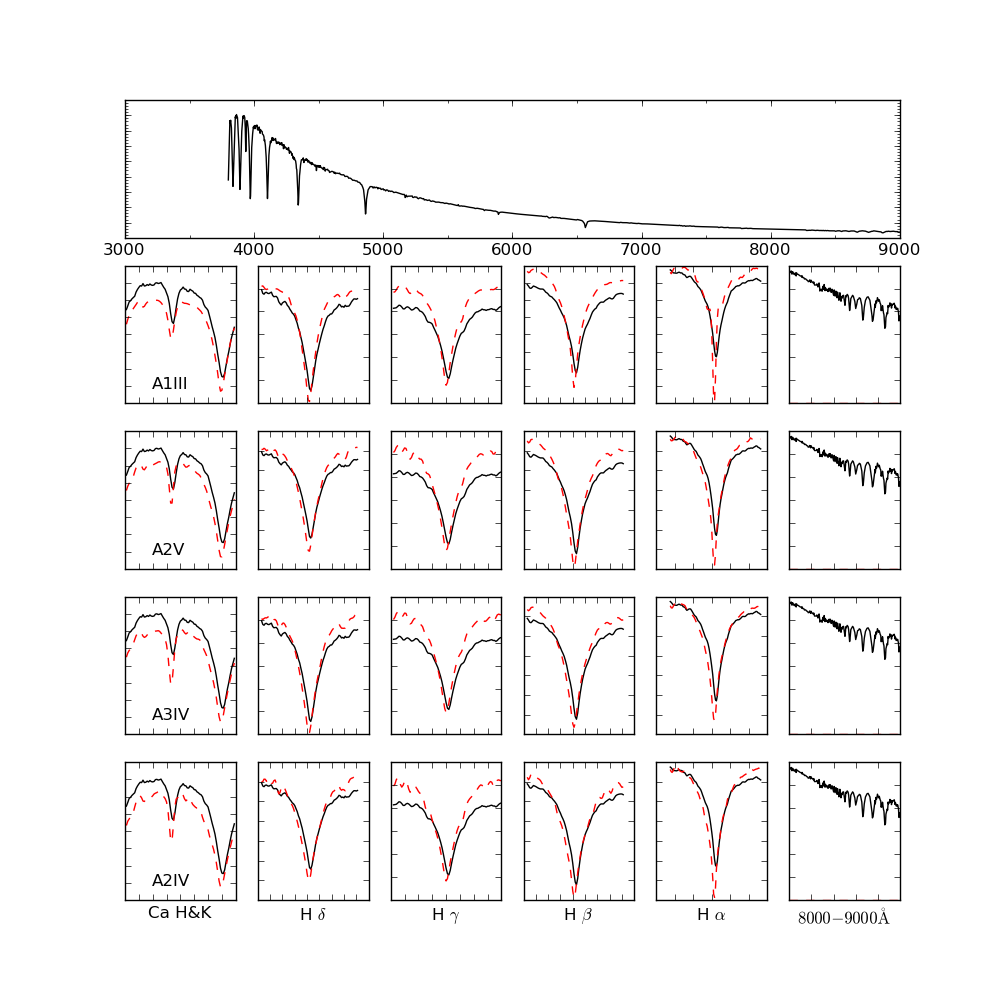 3000 4000 5000 6000 7000 8000 9000
A1III
A2V
A3IV
A2IV
Ca H&K H δ H γ H β H α 8000−9000Å